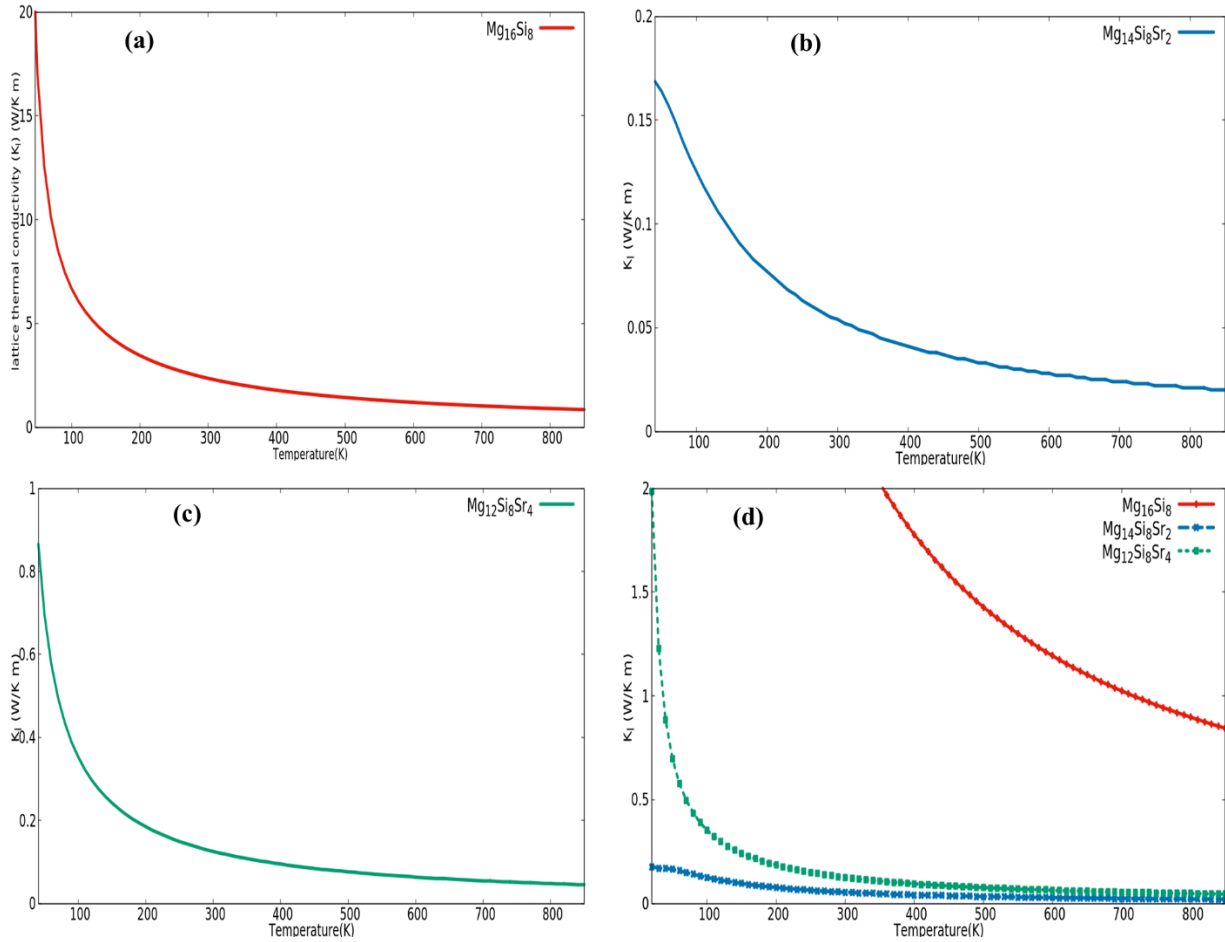 (a)
Mg₁₆Si₈
lattice thermal conductivity (Kₗ) (W/K m)
20
15
10
5
0
100 200 300 400 500 600 700 800
Temperature(K)
(b)
Mg₁₄Si₈Sr₂
Kₗ (W/K m)
0.2
0.15
0.1
0.05
0
100 200 300 400 500 600 700 800
Temperature(K)
(c)
Mg₁₂Si₈Sr₄
Kₗ (W/K m)
1
0.8
0.6
0.4
0.2
0
100 200 300 400 500 600 700 800
Temperature(K)
(d)
Mg₁₆Si₈
Mg₁₄Si₈Sr₂
Mg₁₂Si₈Sr₄
Kₗ (W/K m)
2
1.5
1
0.5
0
100 200 300 400 500 600 700 800
Temperature(K)